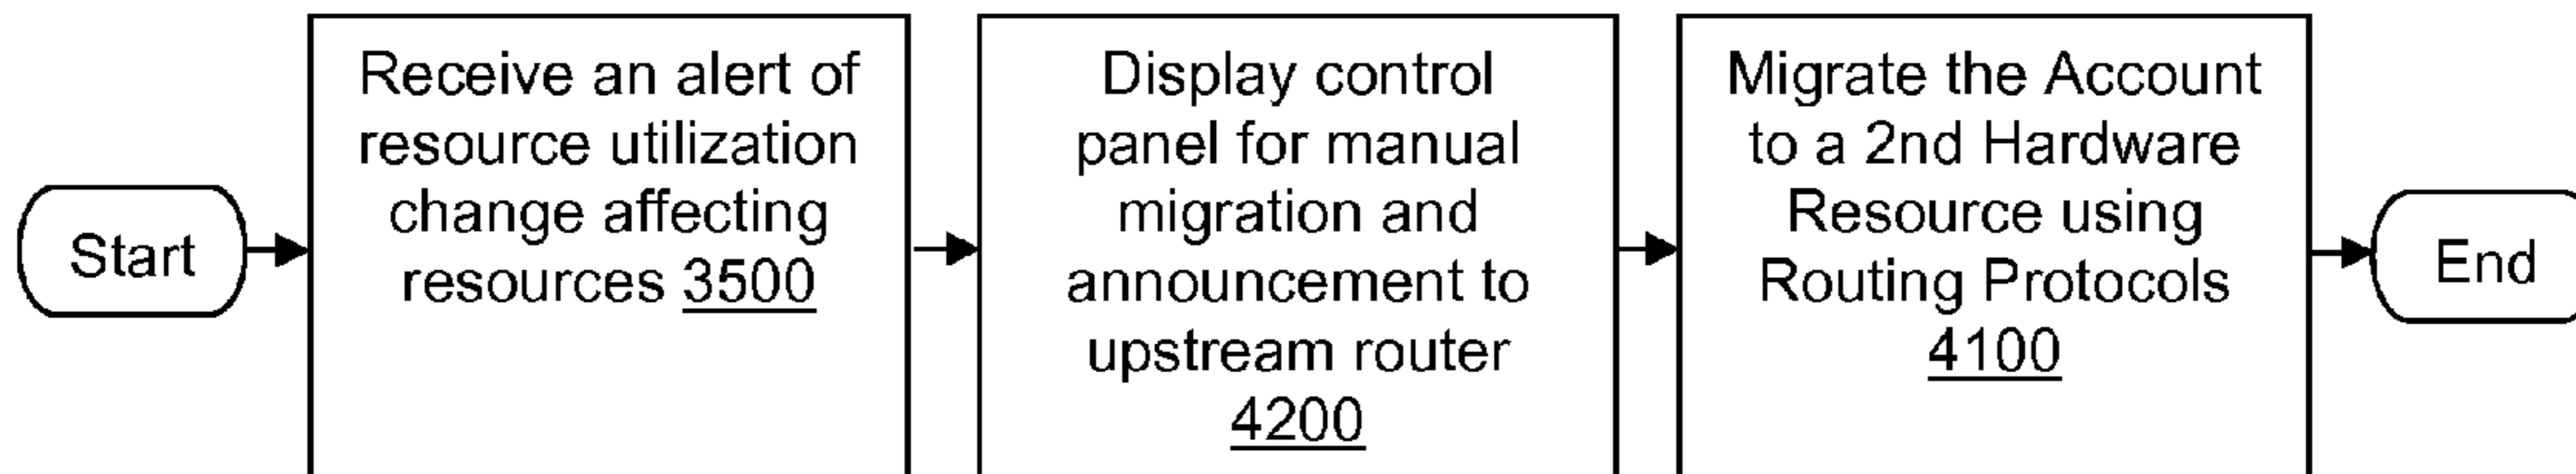 Start
Receive an alert of
resource utilization
change affecting
resources 3500
Display control
panel for manual
migration and
announcement to
upstream router
4200
Migrate the Account
to a 2nd Hardware
Resource using
Routing Protocols
4100
End